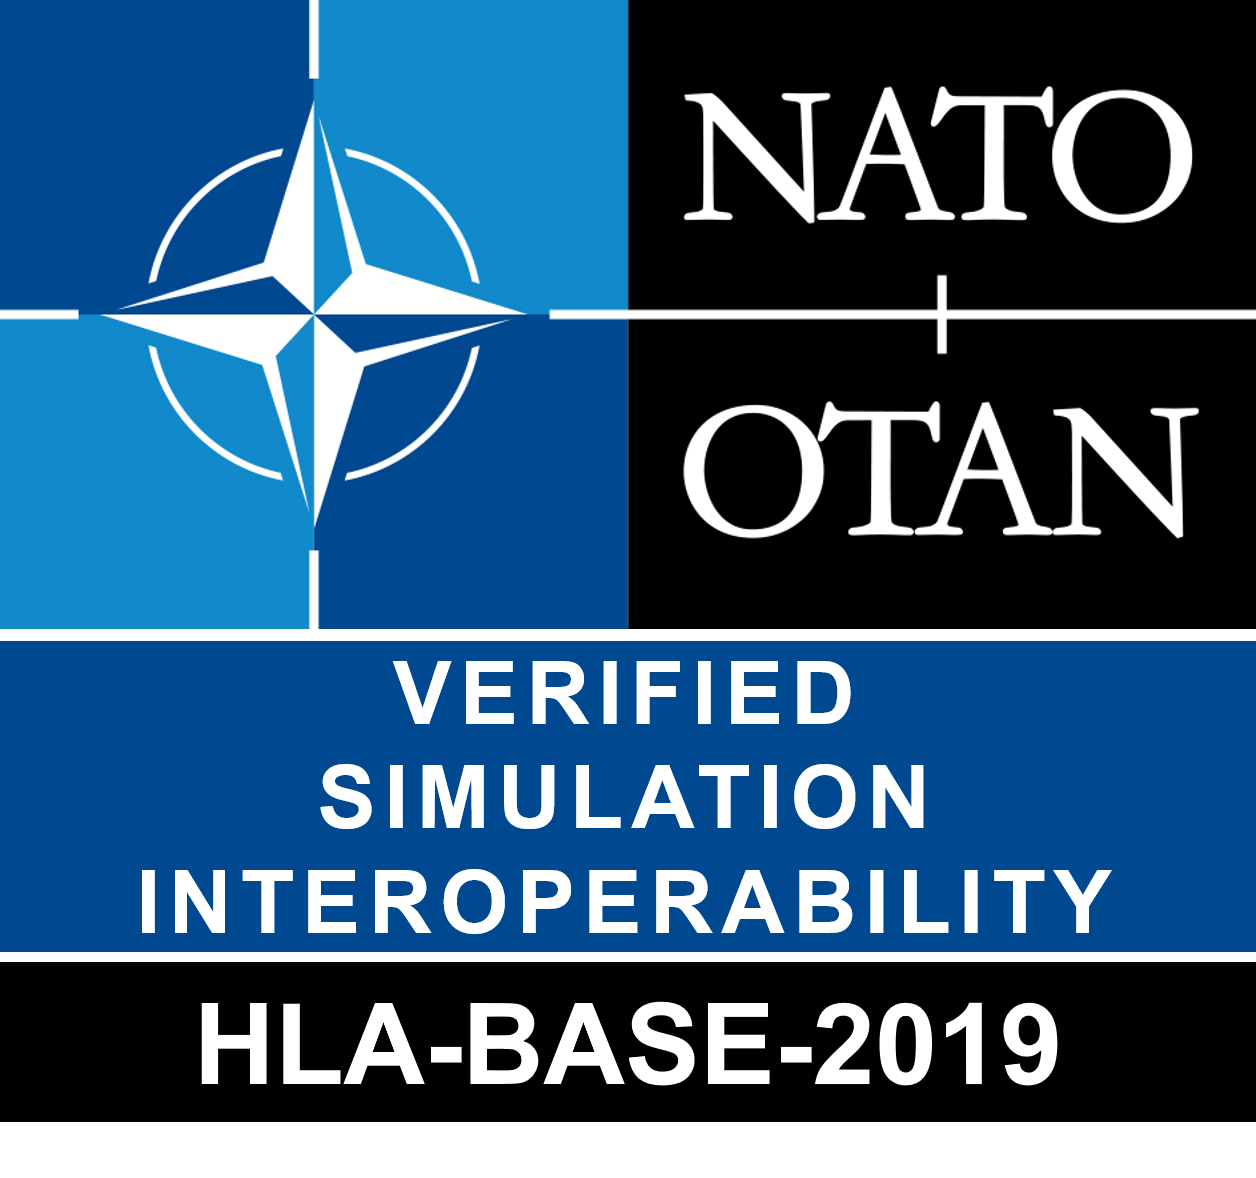 NATO
OTAN
VERIFIED
SIMULATION
INTEROPERABILITY
HLA-BASE-2019